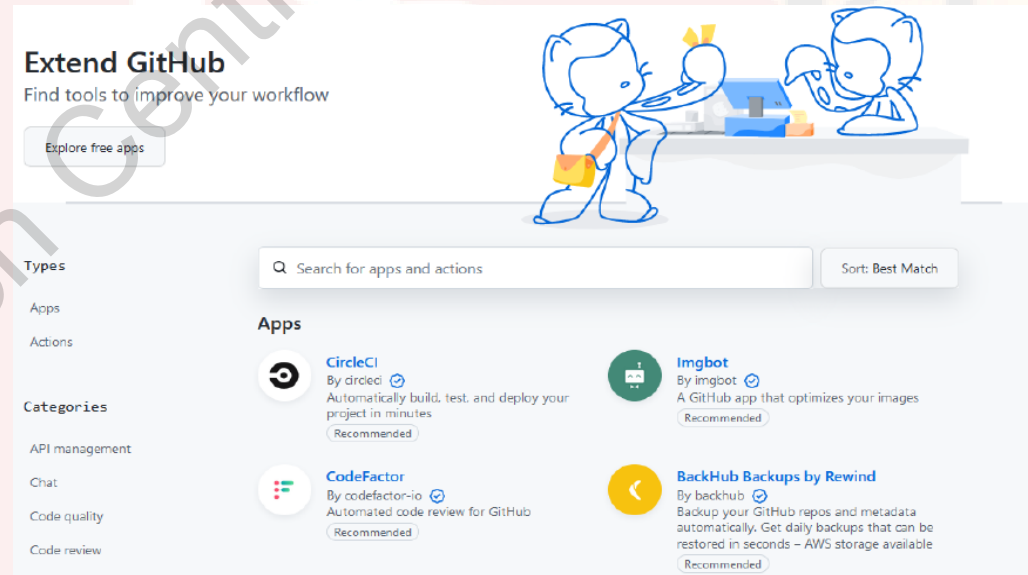 Extend GitHub
Find tools to improve your workflow
Explore free apps
Types
Apps
Actions
Categories
API management
Chat
Code quality
Code review
Search for apps and actions
Sort: Best Match
Apps
CircleCI
By circleci
Automatically build, test, and deploy your
project in minutes
Recommended
Imgbot
By imgbot
A GitHub app that optimizes your images
Recommended
CodeFactor
By codefactor-io
Automated code review for GitHub
Recommended
BackHub Backups by Rewind
By backhub
Backup your GitHub repos and metadata
automatically. Get daily backups that can be
restored in seconds – AWS storage available
Recommended